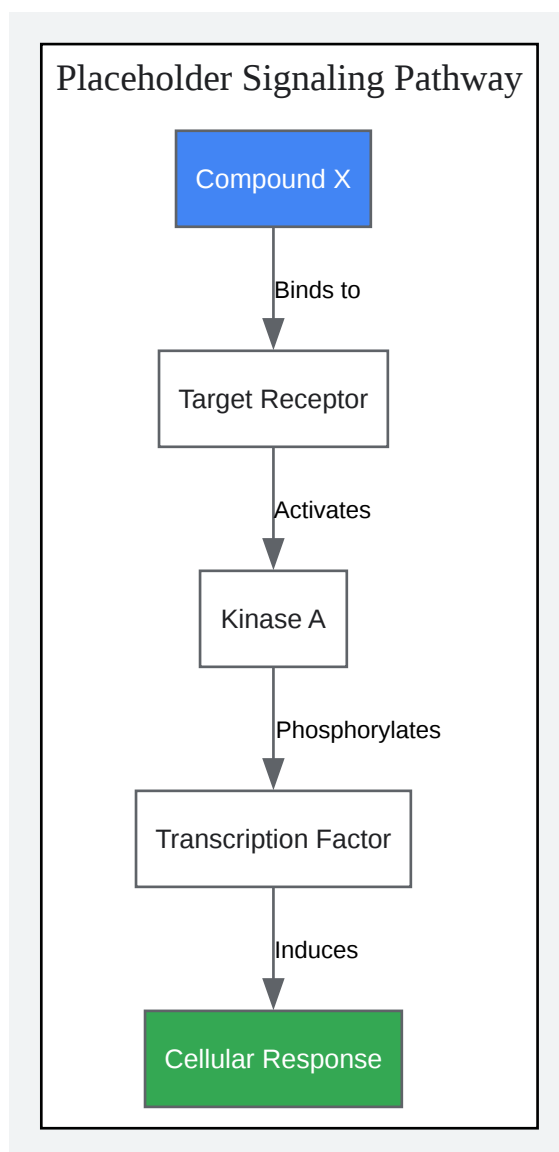 Placeholder Signaling Pathway
Compound X
Binds to
Target Receptor
Activates
Kinase A
Phosphorylates
Transcription Factor
Induces
Cellular Response